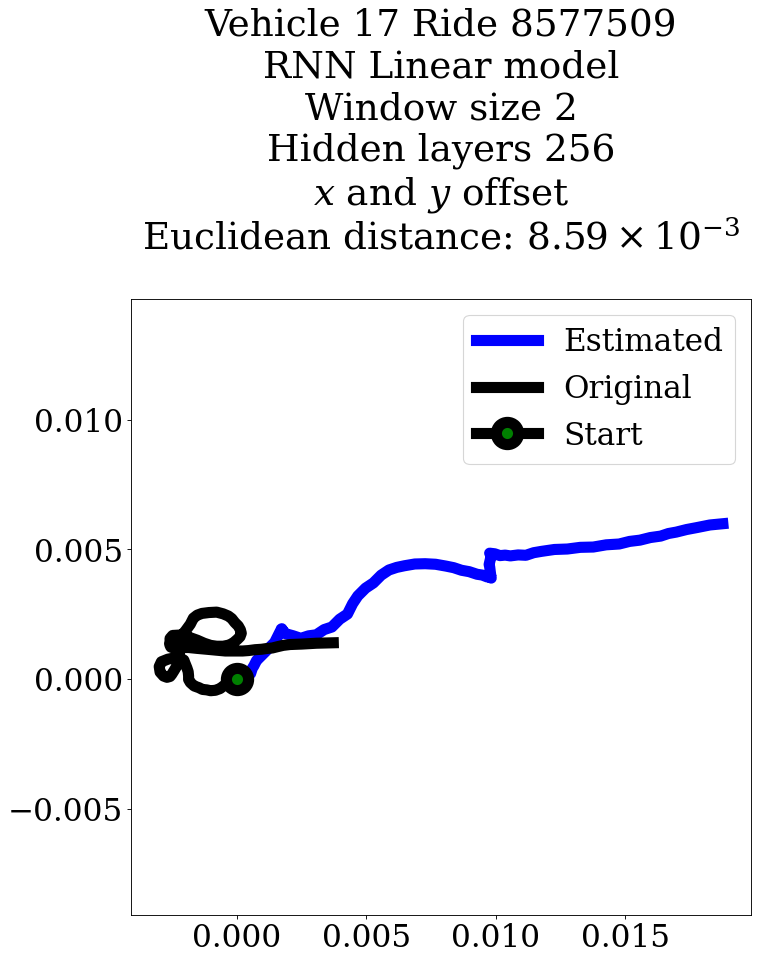 Vehicle 17 Ride 8577509
RNN Linear model
Window size 2
Hidden layers 256
x and y offset
Euclidean distance: 8.59 × 10⁻³
Estimated
Original
Start
0.010
0.005
0.000
−0.005
0.000 0.005 0.010 0.015